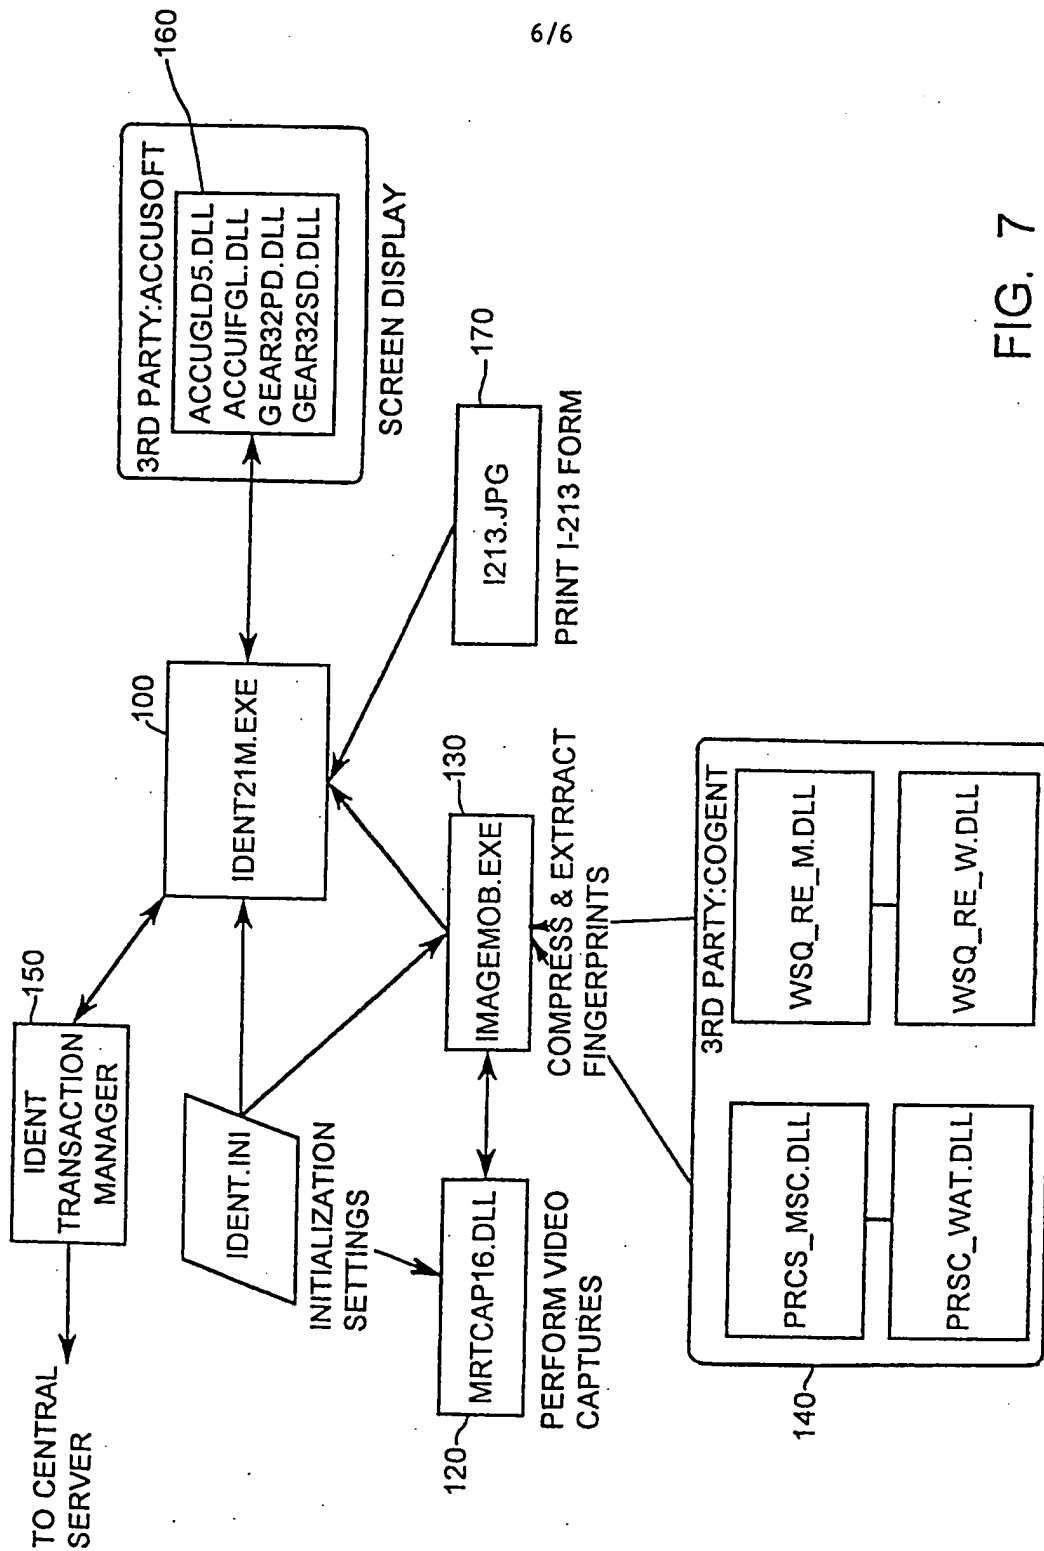 6/6
TO CENTRAL
SERVER
150
IDENT
TRANSACTION
MANAGER
100
IDENT21M.EXE
160
3RD PARTY:ACCUSOFT
ACCUGLD5.DLL
ACCUIFGL.DLL
GEAR32PD.DLL
GEAR32SD.DLL
SCREEN DISPLAY
IDENT.INI
INITIALIZATION
SETTINGS
170
I213.JPG
PRINT I-213 FORM
120
MRTCAP16.DLL
PERFORM VIDEO
CAPTURES
130
IMAGEMOB.EXE
COMPRESS & EXTRRACT
FINGERPRINTS
140
3RD PARTY:COGENT
PRCS_MSC.DLL
WSQ_RE_M.DLL
PRSC_WAT.DLL
WSQ_RE_W.DLL
FIG. 7